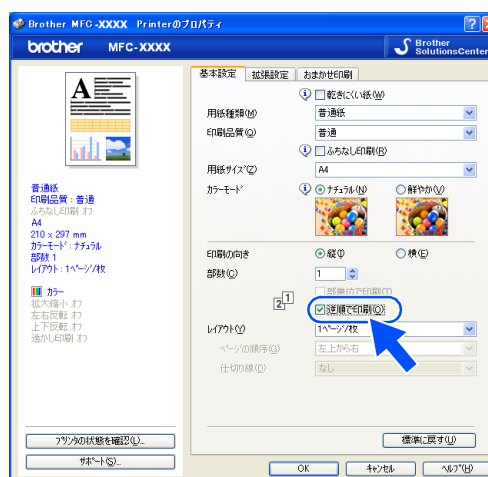 Brother MFC-XXXX Printerのプロパティ
brother MFC-XXXX
Brother
SolutionsCenter
基本設定 拡張設定 おまかせ印刷
乾きにくい紙(W)
用紙種類(M) 普通紙
印刷品質(Q) 普通
ふちなし印刷(R)
用紙サイズ(Z) A4
カラーモード ナチュラル(N) 鮮やか(V)
印刷の向き 縦(T) 横(E)
部数(C) 1
部単位で印刷(T)
逆順で印刷(O)
21
レイアウト(Y) 1ページ/枚
ページの順序(G) 左上から右
仕切り線(D) なし
A
普通紙
印刷品質 : 普通
ふちなし印刷 オフ
A4
210 x 297 mm
カラーモード : ナチュラル
部数 1
レイアウト : 1ページ/枚
カラー
拡大縮小 オフ
左右反転 オフ
上下反転 オフ
透かし印刷 オフ
プリンタの状態を確認(L)...
サポート(S)...
標準に戻す(U)
OK キャンセル ヘルプ(H)